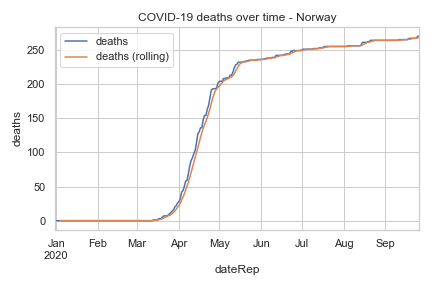 COVID-19 deaths over time - Norway
deaths
deaths (rolling)
deaths
250
200
150
100
50
0
Jan Feb Mar Apr May Jun Jul Aug Sep
2020
dateRep